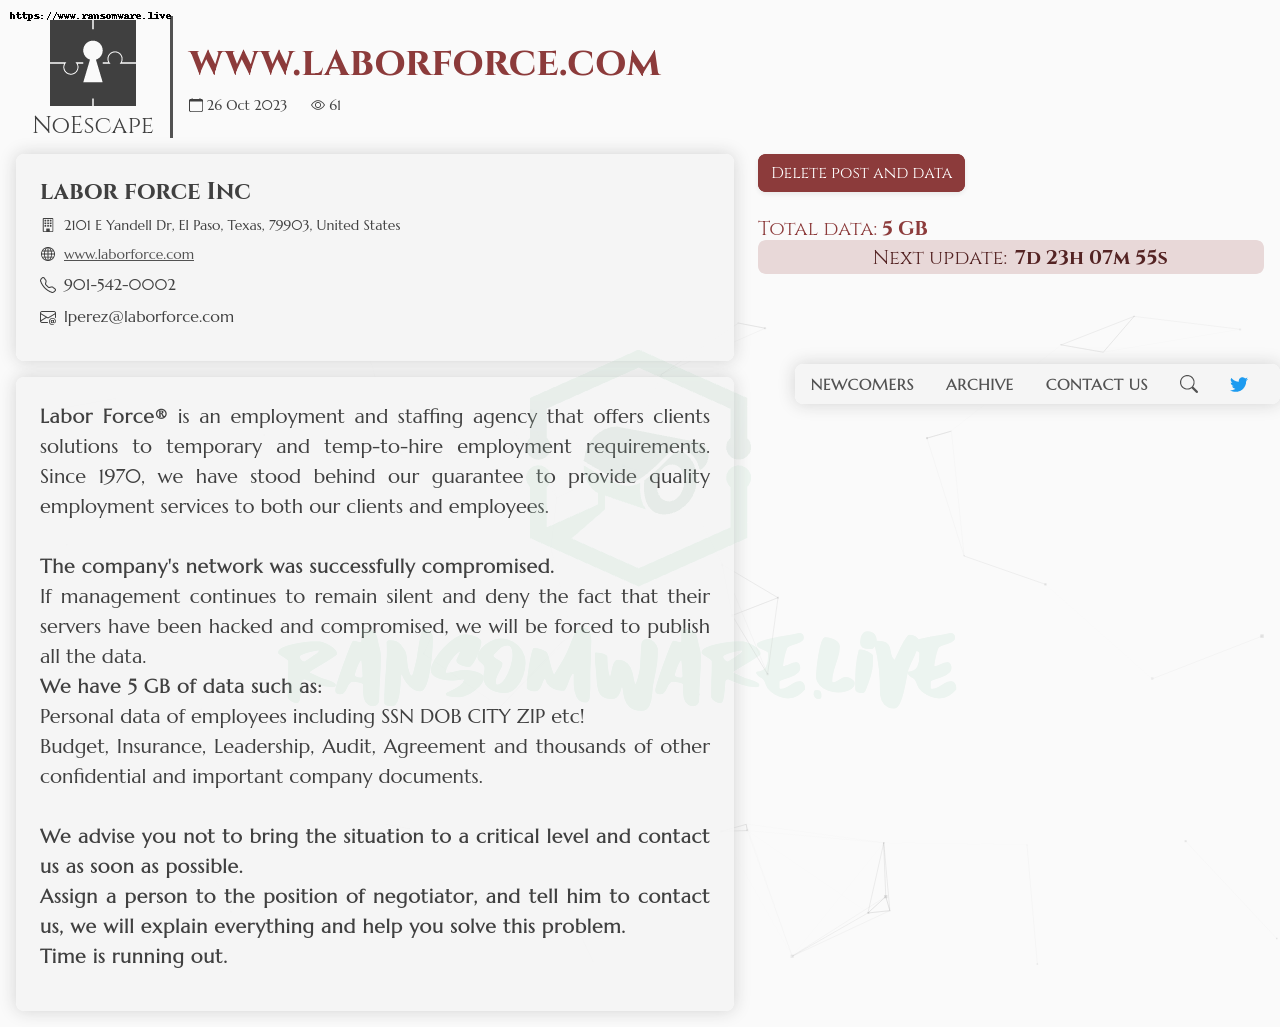 https://www.ransomware.live
NoEscape
www.laborforce.com
26 Oct 2023 61
labor force Inc
2101 E Yandell Dr, El Paso, Texas, 79903, United States
www.laborforce.com
901-542-0002
lperez@laborforce.com
Delete post and data
Total data: 5 GB
Next update: 7d 23h 07m 55s
NEWCOMERS ARCHIVE CONTACT US
Labor Force® is an employment and staffing agency that offers clients
solutions to temporary and temp-to-hire employment requirements.
Since 1970, we have stood behind our guarantee to provide quality
employment services to both our clients and employees.
The company's network was successfully compromised.
If management continues to remain silent and deny the fact that their
servers have been hacked and compromised, we will be forced to publish
all the data.
We have 5 GB of data such as:
Personal data of employees including SSN DOB CITY ZIP etc!
Budget, Insurance, Leadership, Audit, Agreement and thousands of other
confidential and important company documents.
We advise you not to bring the situation to a critical level and contact
us as soon as possible.
Assign a person to the position of negotiator, and tell him to contact
us, we will explain everything and help you solve this problem.
Time is running out.
RANSOMWARE.LIVE